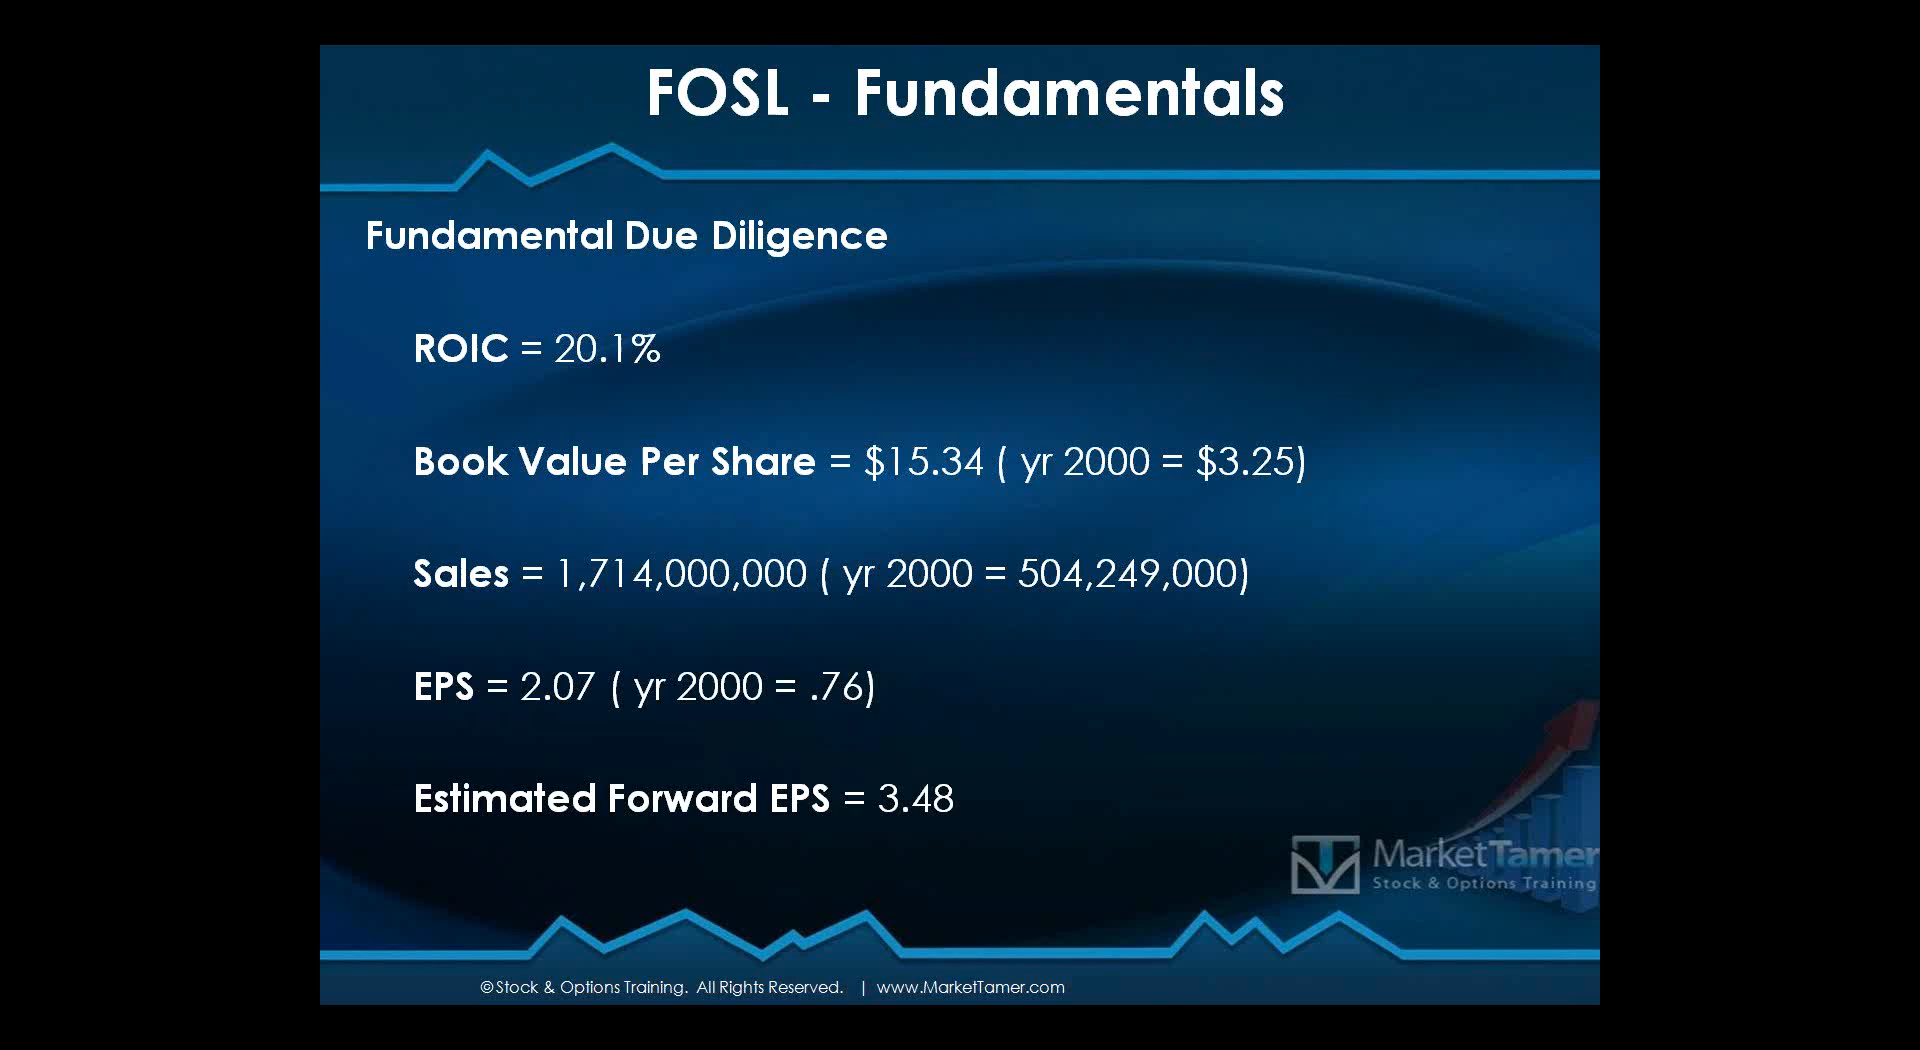 FOSL - Fundamentals
Fundamental Due Diligence
ROIC = 20.1%
Book Value Per Share = $15.34 ( yr 2000 = $3.25)
Sales = 1,714,000,000 ( yr 2000 = 504,249,000)
EPS = 2.07 ( yr 2000 = .76)
Estimated Forward EPS = 3.48
MarketTamer
Stock & Options Training
©Stock & Options Training. All Rights Reserved. | www.MarketTamer.com